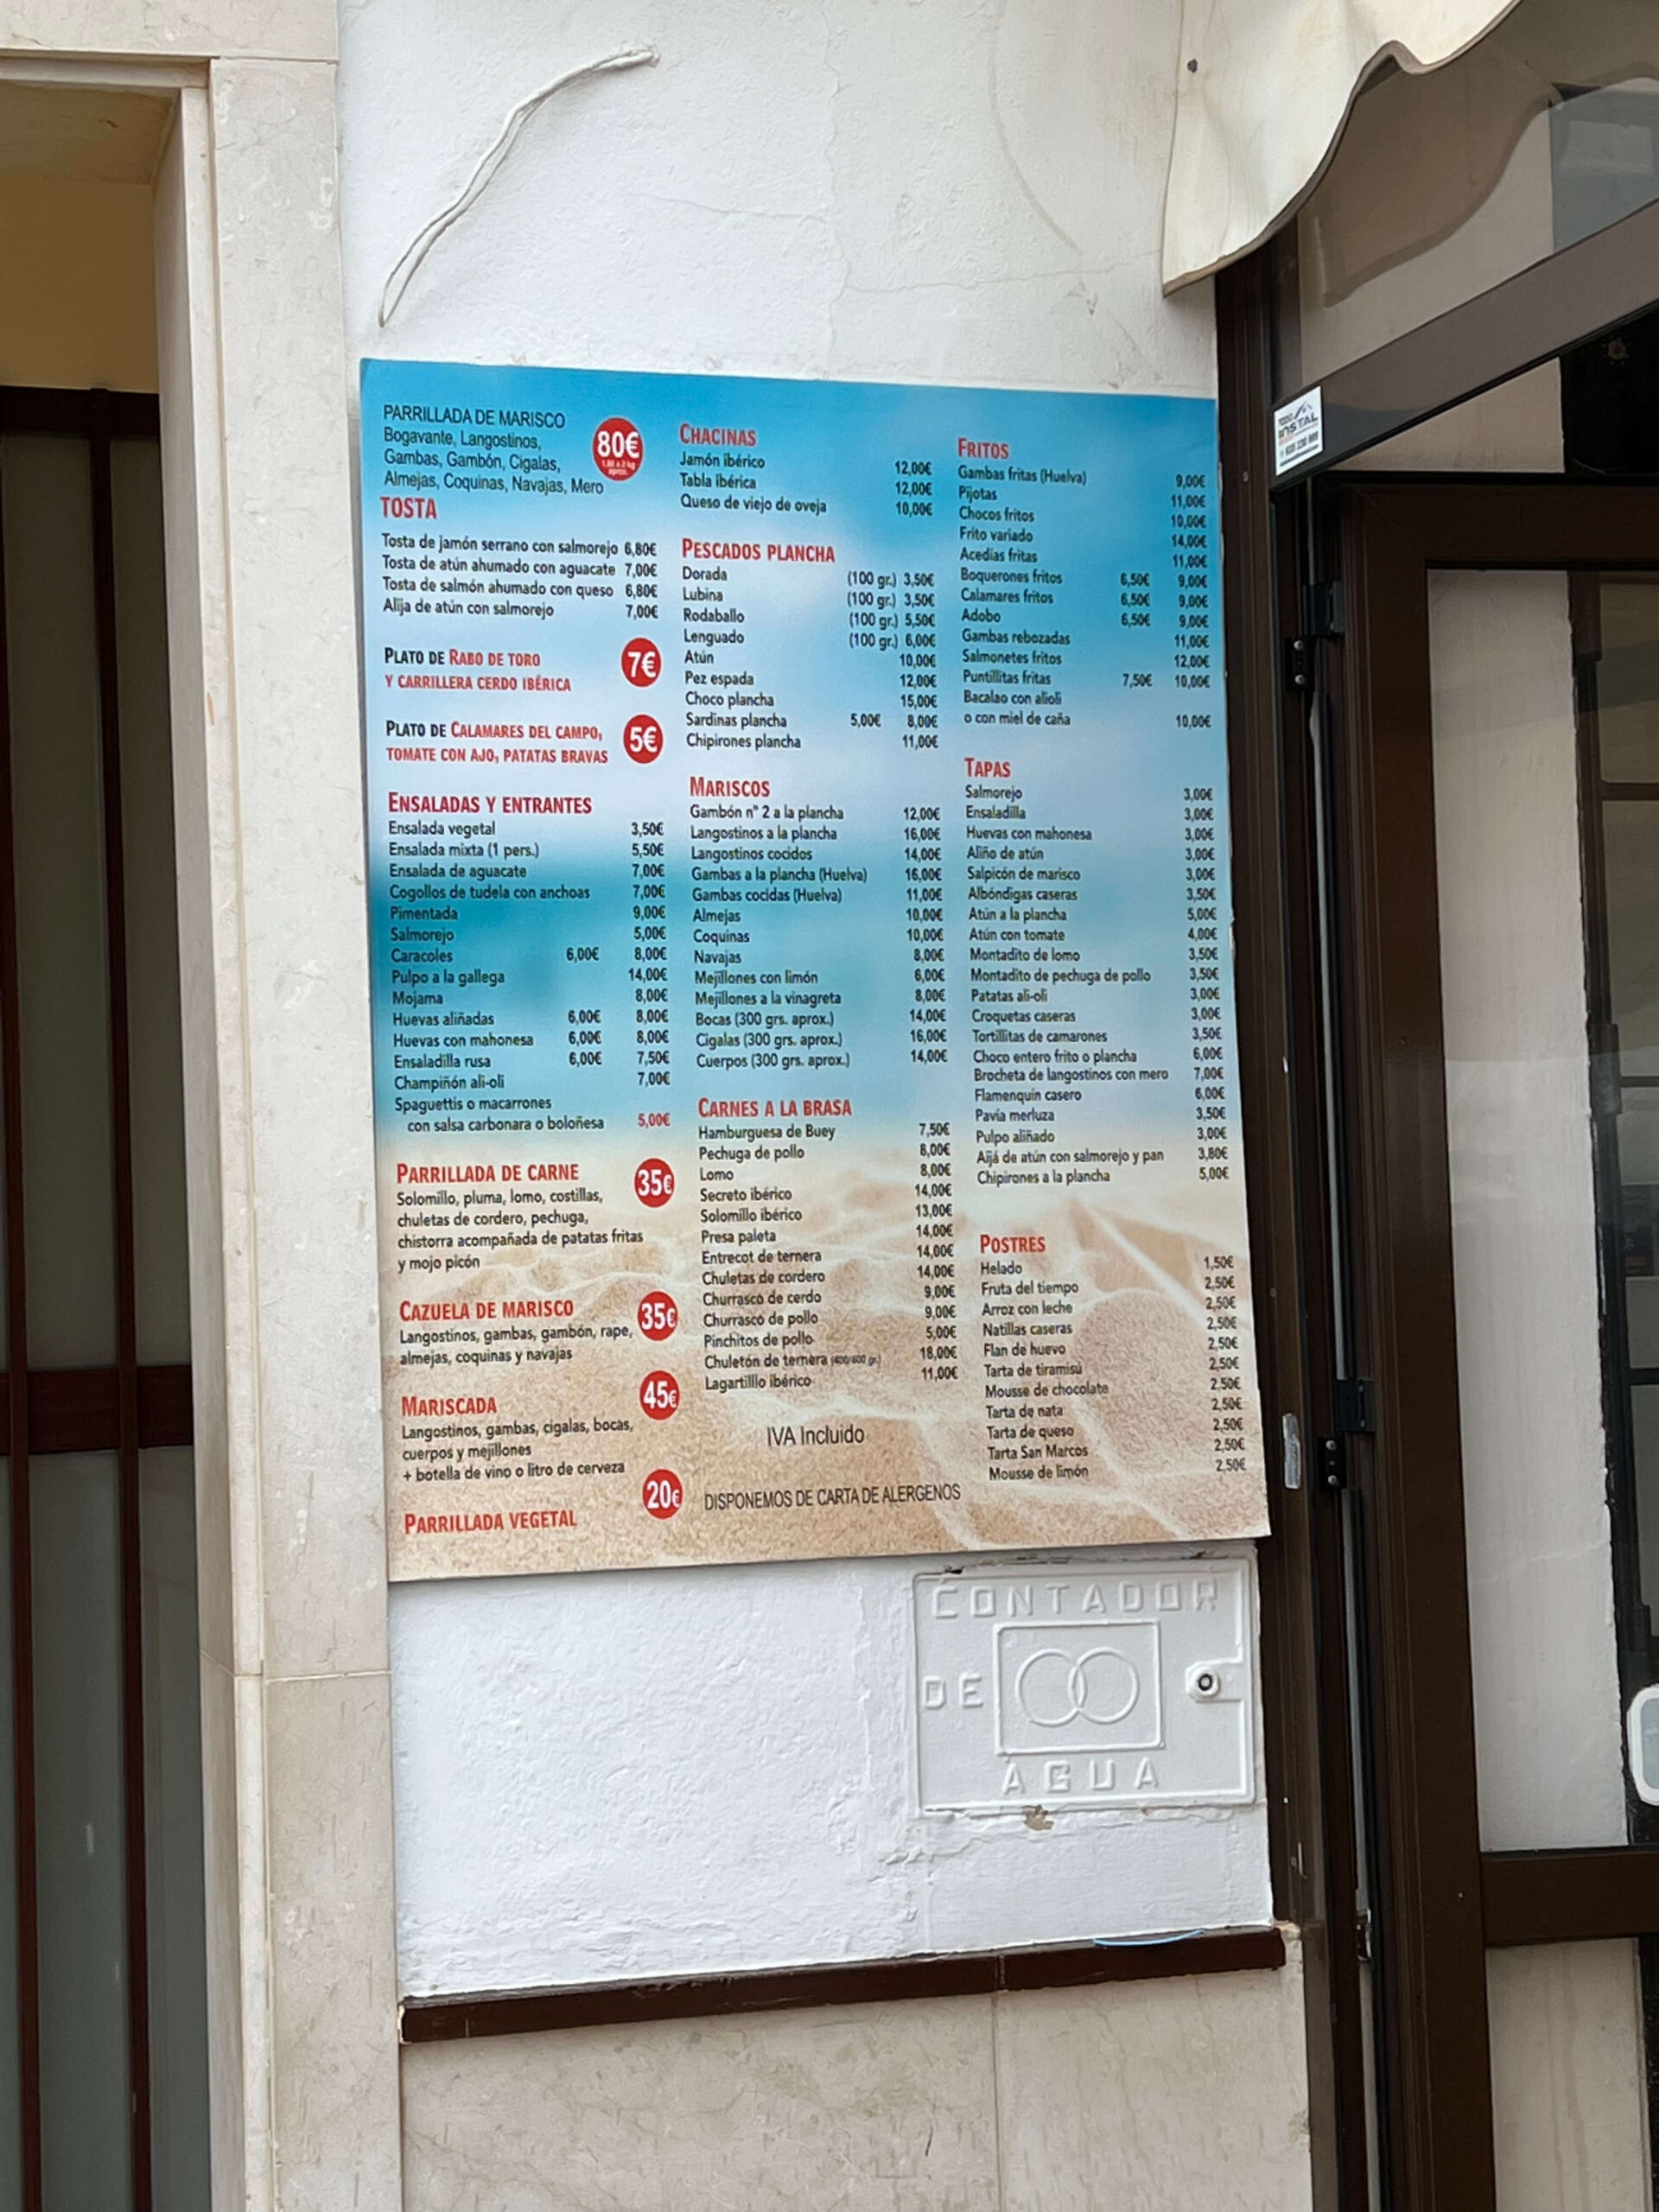 PARRILLADA DE MARISCO
Bogavante, Langostinos,
Gambas, Gambón, Cigalas,
Almejas, Coquinas, Navajas, Mero
80€
TOSTA
Tosta de jamón serrano con salmorejo 6,80€
Tosta de atún ahumado con aguacate 7,00€
Tosta de salmón ahumado con queso 6,80€
Alija de atún con salmorejo 7,00€
PLATO DE RABO DE TORO
Y CARRILLERA CERDO IBÉRICA
7€
PLATO DE CALAMARES DEL CAMPO,
TOMATE CON AJO, PATATAS BRAVAS
5€
ENSALADAS Y ENTRANTES
Ensalada vegetal 3,50€
Ensalada mixta (1 pers.) 5,50€
Ensalada de aguacate 7,00€
Cogollos de tudela con anchoas 7,00€
Pimentada 9,00€
Salmorejo 5,00€
Caracoles 6,00€ 8,00€
Pulpo a la gallega 14,00€
Mojama 8,00€
Huevas aliñadas 6,00€ 8,00€
Huevas con mahonesa 6,00€ 8,00€
Ensaladilla rusa 6,00€ 7,50€
Champiñón ali-oli 7,00€
Spaguettis o macarrones
con salsa carbonara o boloñesa 5,00€
PARRILLADA DE CARNE
35€
Solomillo, pluma, lomo, costillas,
chuletas de cordero, pechuga,
chistorra acompañada de patatas fritas
y mojo picón
CAZUELA DE MARISCO
35€
Langostinos, gambas, gambón, rape,
almejas, coquinas y navajas
MARISCADA
45€
Langostinos, gambas, cigalas, bocas,
cuerpos y mejillones
+ botella de vino o litro de cerveza
PARRILLADA VEGETAL
20€
CHACINAS
Jamón ibérico 12,00€
Tabla ibérica 12,00€
Queso de viejo de oveja 10,00€
PESCADOS PLANCHA
Dorada (100 gr.) 3,50€
Lubina (100 gr.) 3,50€
Rodaballo (100 gr.) 5,50€
Lenguado (100 gr.) 6,00€
Atún 10,00€
Pez espada 12,00€
Choco plancha 15,00€
Sardinas plancha 5,00€ 8,00€
Chipirones plancha 11,00€
MARISCOS
Gambón n° 2 a la plancha 12,00€
Langostinos a la plancha 16,00€
Langostinos cocidos 14,00€
Gambas a la plancha (Huelva) 16,00€
Gambas cocidas (Huelva) 11,00€
Almejas 10,00€
Coquinas 10,00€
Navajas 8,00€
Mejillones con limón 6,00€
Mejillones a la vinagreta 8,00€
Bocas (300 grs. aprox.) 14,00€
Cigalas (300 grs. aprox.) 16,00€
Cuerpos (300 grs. aprox.) 14,00€
CARNES A LA BRASA
Hamburguesa de Buey 7,50€
Pechuga de pollo 8,00€
Lomo 8,00€
Secreto ibérico 14,00€
Solomillo ibérico 13,00€
Presa paleta 14,00€
Entrecot de ternera 14,00€
Chuletas de cordero 14,00€
Churrasco de cerdo 9,00€
Churrasco de pollo 9,00€
Pinchitos de pollo 5,00€
Chuletón de ternera (400/600 gr.) 18,00€
Lagartilllo ibérico 11,00€
IVA Incluido
DISPONEMOS DE CARTA DE ALERGENOS
FRITOS
Gambas fritas (Huelva) 9,00€
Pijotas 11,00€
Chocos fritos 10,00€
Frito variado 14,00€
Acedias fritas 11,00€
Boquerones fritos 6,50€ 9,00€
Calamares fritos 6,50€ 9,00€
Adobo 6,50€ 9,00€
Gambas rebozadas 11,00€
Salmonetes fritos 12,00€
Puntillitas fritas 7,50€ 10,00€
Bacalao con alioli
o con miel de caña 10,00€
TAPAS
Salmorejo 3,00€
Ensaladilla 3,00€
Huevas con mahonesa 3,00€
Aliño de atún 3,00€
Salpicón de marisco 3,00€
Albóndigas caseras 3,50€
Atún a la plancha 5,00€
Atún con tomate 4,00€
Montadito de lomo 3,50€
Montadito de pechuga de pollo 3,50€
Patatas ali-oli 3,00€
Croquetas caseras 3,00€
Tortillitas de camarones 3,50€
Choco entero frito o plancha 6,00€
Brocheta de langostinos con mero 7,00€
Flamenquín casero 6,00€
Pavía merluza 3,50€
Pulpo aliñado 3,00€
Aijá de atún con salmorejo y pan 3,80€
Chipirones a la plancha 5,00€
POSTRES
Helado 1,50€
Fruta del tiempo 2,50€
Arroz con leche 2,50€
Natillas caseras 2,50€
Flan de huevo 2,50€
Tarta de tiramisú 2,50€
Mousse de chocolate 2,50€
Tarta de nata 2,50€
Tarta de queso 2,50€
Tarta San Marcos 2,50€
Mousse de limón 2,50€
INSTAL
CONTADOR
DE
AGUA